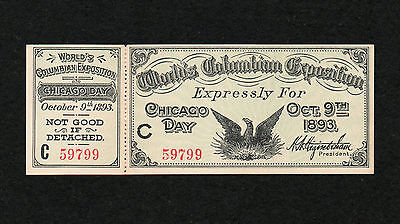 WORLD'S
COLUMBIAN EXPOSITION
CHICAGO DAY
October 9th 1893.
NOT GOOD
IF
DETACHED.
C 59799
World's Columbian Exposition
Expressly For
CHICAGO DAY
OCT. 9TH 1893.
C
59799
H. N. Higinbotham
President.